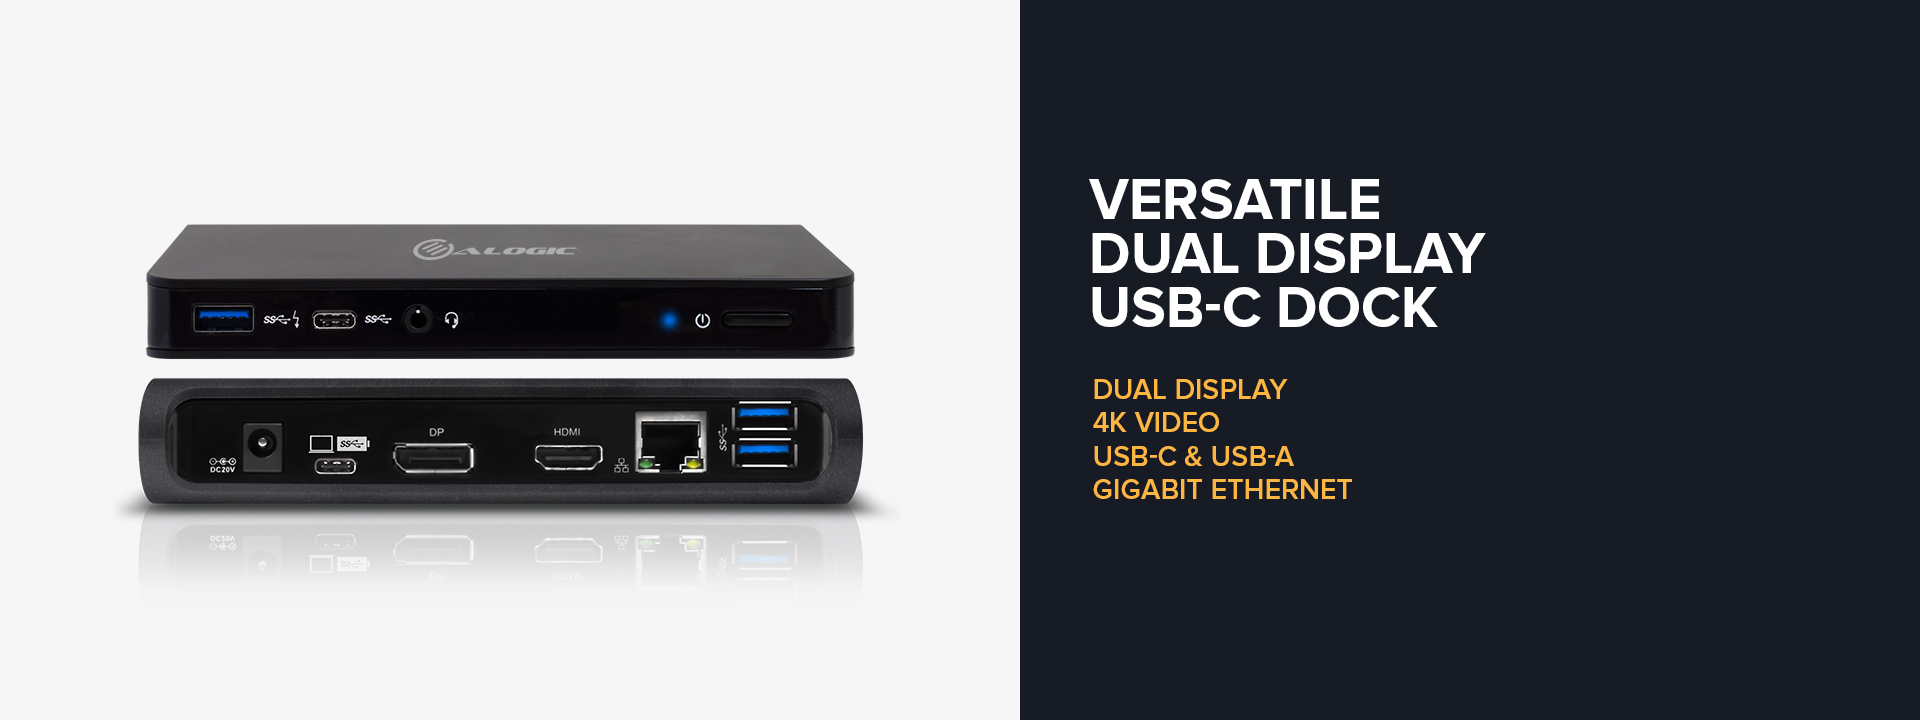 ALOGIC
DP
HDMI
DC20V
VERSATILE
DUAL DISPLAY
USB-C DOCK
DUAL DISPLAY
4K VIDEO
USB-C & USB-A
GIGABIT ETHERNET